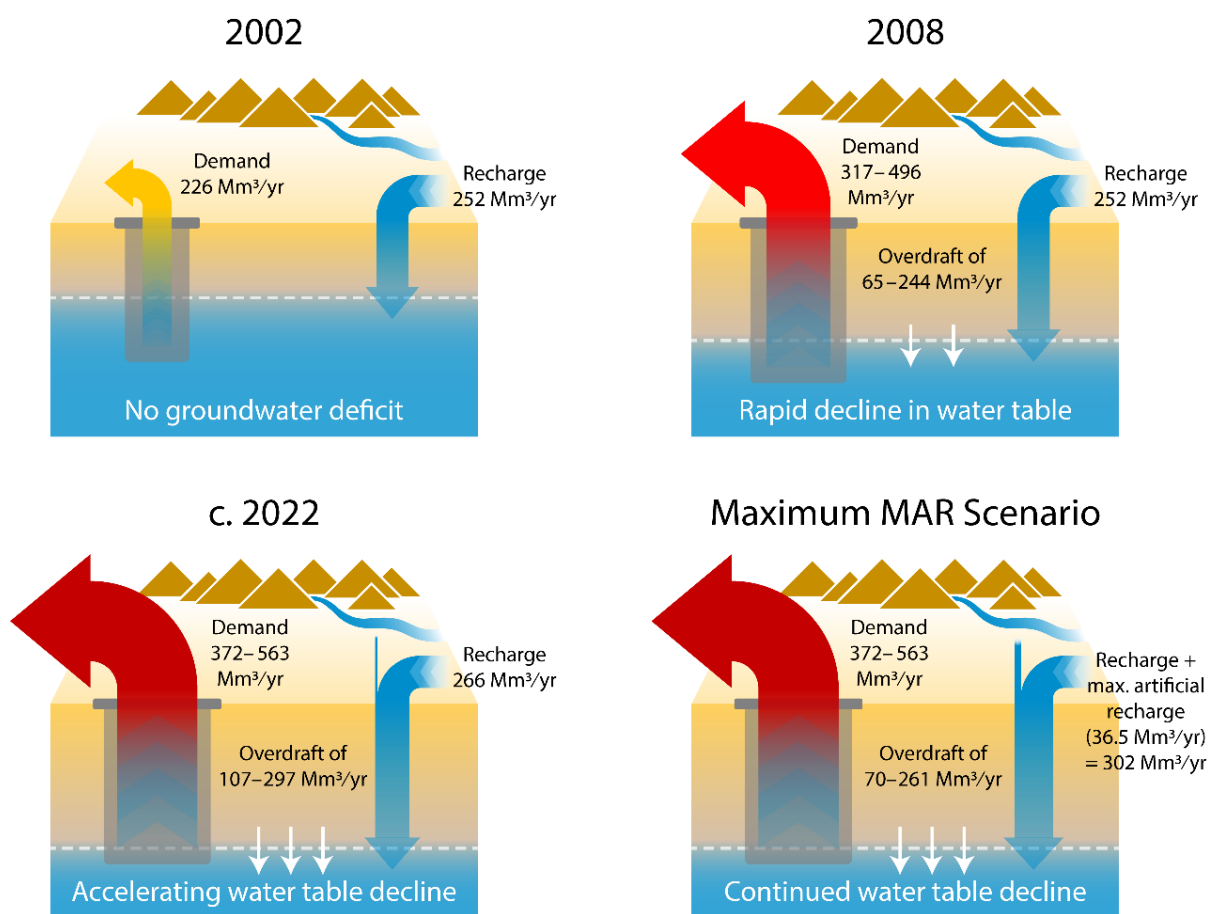 2002
Demand
226 Mm³/yr
Recharge
252 Mm³/yr
No groundwater deficit
2008
Demand
317–496
Mm³/yr
Recharge
252 Mm³/yr
Overdraft of
65–244 Mm³/yr
Rapid decline in water table
c. 2022
Demand
372–563
Mm³/yr
Recharge
266 Mm³/yr
Overdraft of
107–297 Mm³/yr
Accelerating water table decline
Maximum MAR Scenario
Demand
372–563
Mm³/yr
Recharge +
max. artificial
recharge
(36.5 Mm³/yr)
= 302 Mm³/yr
Overdraft of
70–261 Mm³/yr
Continued water table decline